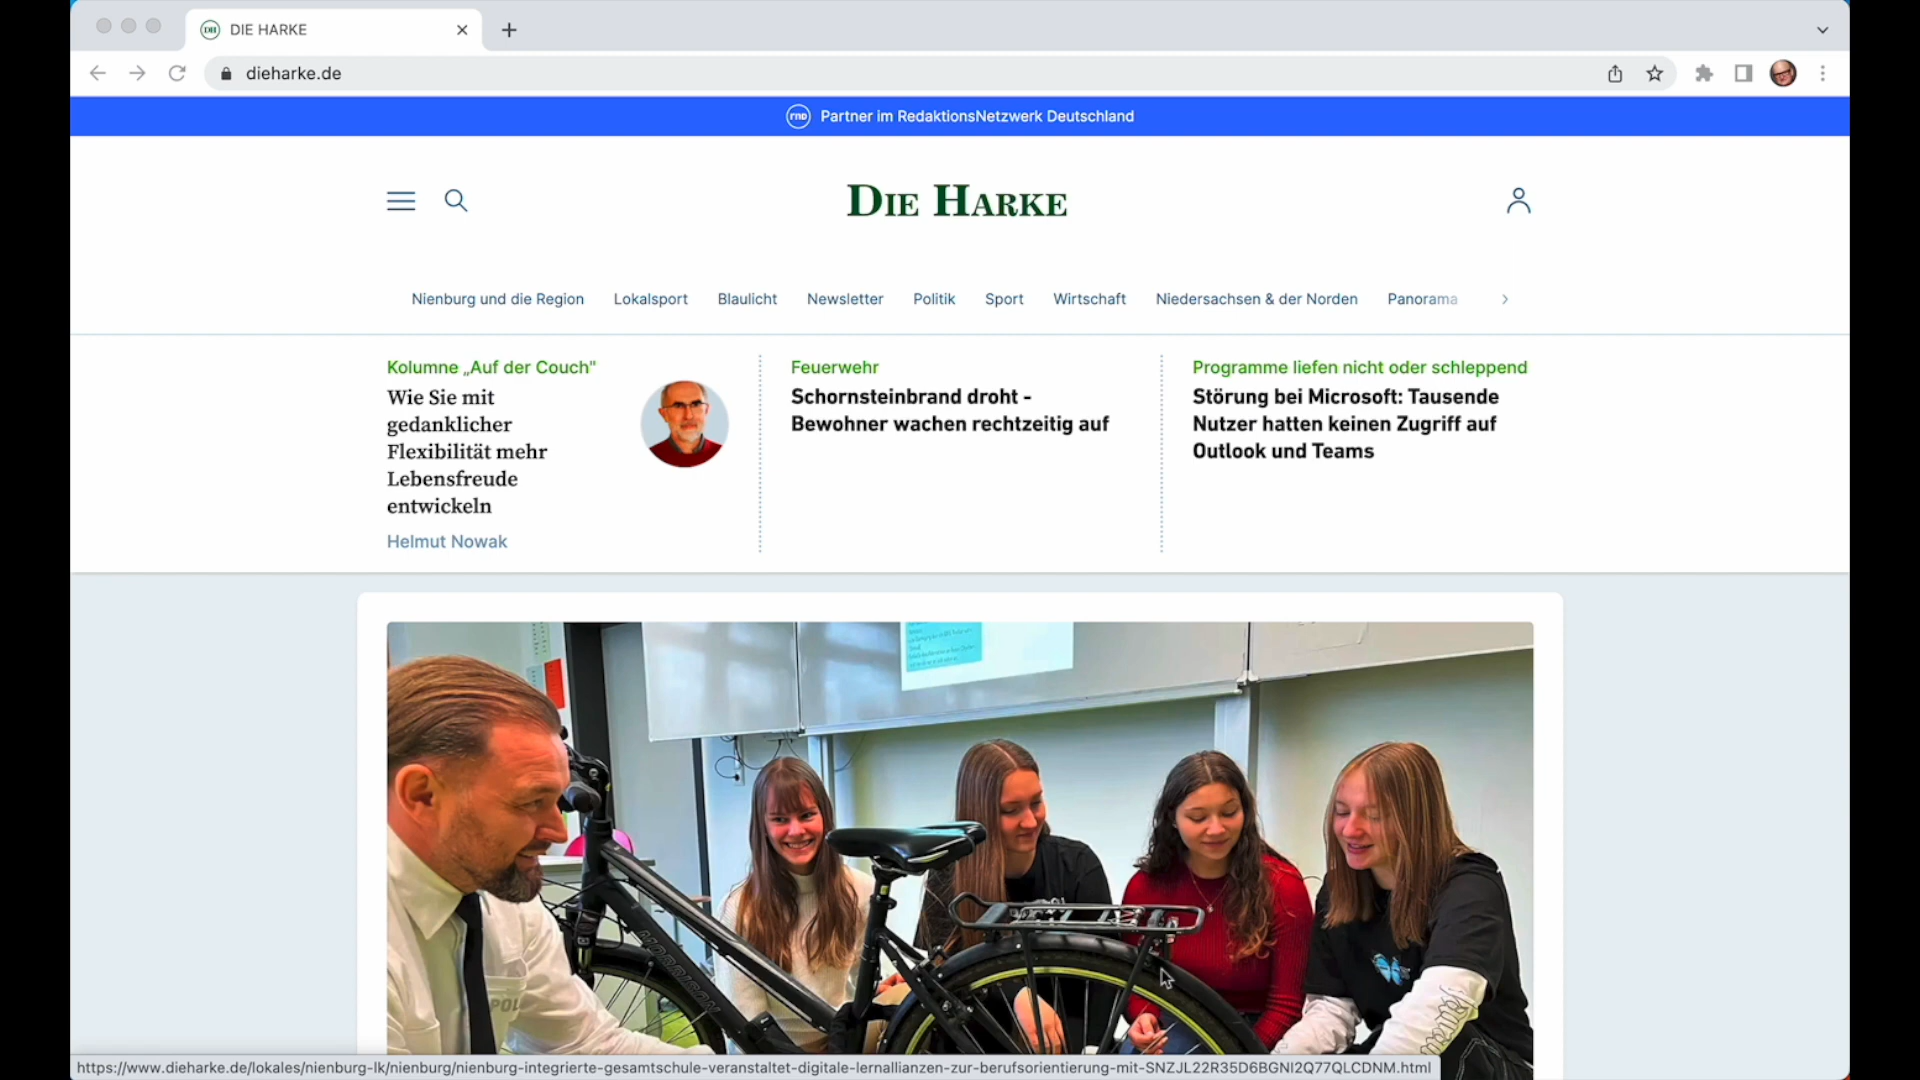 DIE HARKE
dieharke.de
rnd Partner im RedaktionsNetzwerk Deutschland
DIE HARKE
Nienburg und die Region Lokalsport Blaulicht Newsletter Politik Sport Wirtschaft Niedersachsen & der Norden Panorama
Kolumne „Auf der Couch"
Wie Sie mit
gedanklicher
Flexibilität mehr
Lebensfreude
entwickeln
Helmut Nowak
Feuerwehr
Schornsteinbrand droht -
Bewohner wachen rechtzeitig auf
Programme liefen nicht oder schleppend
Störung bei Microsoft: Tausende
Nutzer hatten keinen Zugriff auf
Outlook und Teams
MORRISON
POL
https://www.dieharke.de/lokales/nienburg-lk/nienburg/nienburg-integrierte-gesamtschule-veranstaltet-digitale-lernallianzen-zur-berufsorientierung-mit-SNZJL22R35D6BGNI2Q77QLCDNM.html